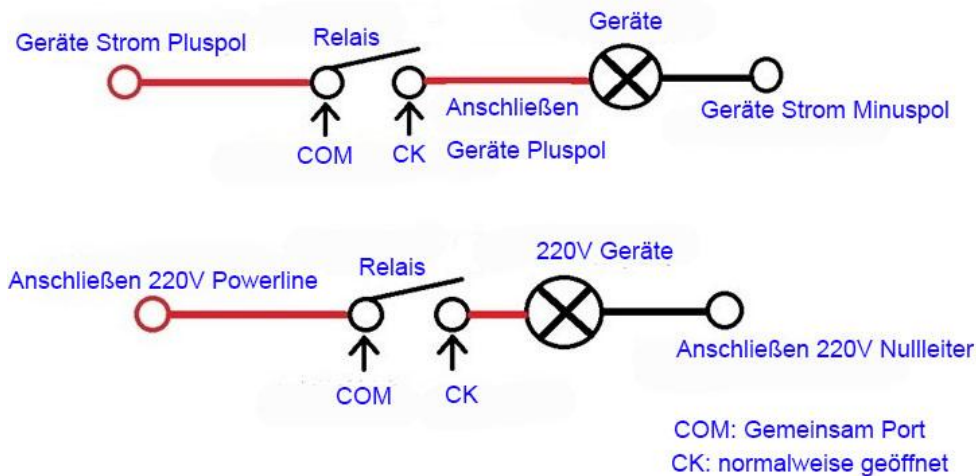 Geräte
Geräte Strom Pluspol
Relais
Anschließen
Geräte Pluspol
Geräte Strom Minuspol
COM
CK
220V Geräte
Anschließen 220V Powerline
Relais
Anschließen 220V Nullleiter
COM
CK
COM: Gemeinsam Port
CK: normalweise geöffnet